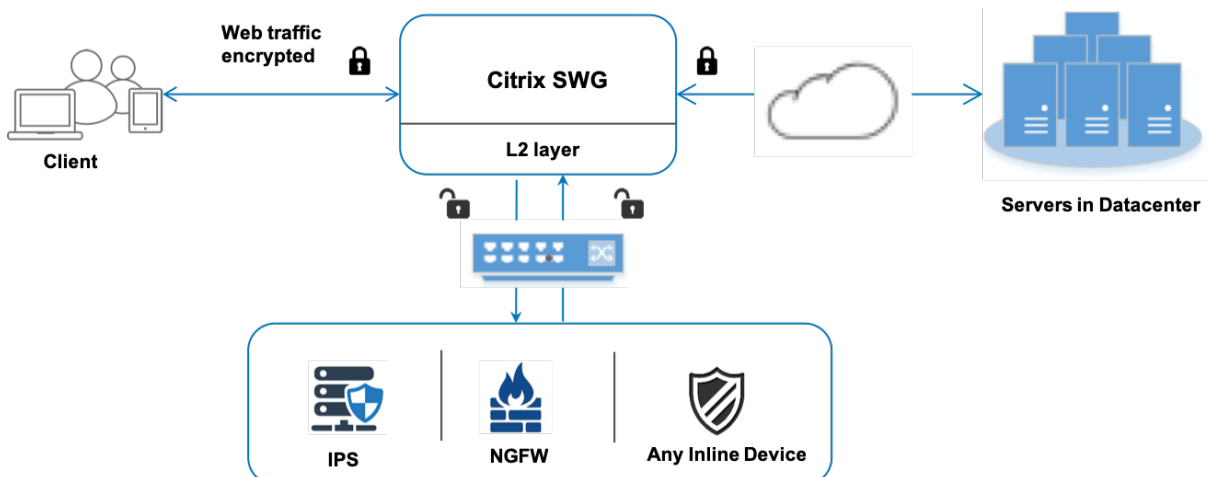 Web traffic
encrypted
Citrix SWG
L2 layer
Client
Servers in Datacenter
IPS
NGFW
Any Inline Device